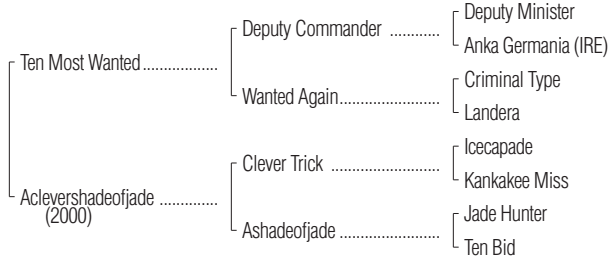 Deputy Minister
Deputy Commander ............
Anka Germania (IRE)
Ten Most Wanted..................
Criminal Type
Wanted Again........................
Landera
Icecapade
Clever Trick ..........................
Kankakee Miss
Aclevershadeofjade ..............
(2000)
Jade Hunter
Ashadeofjade ........................
Ten Bid